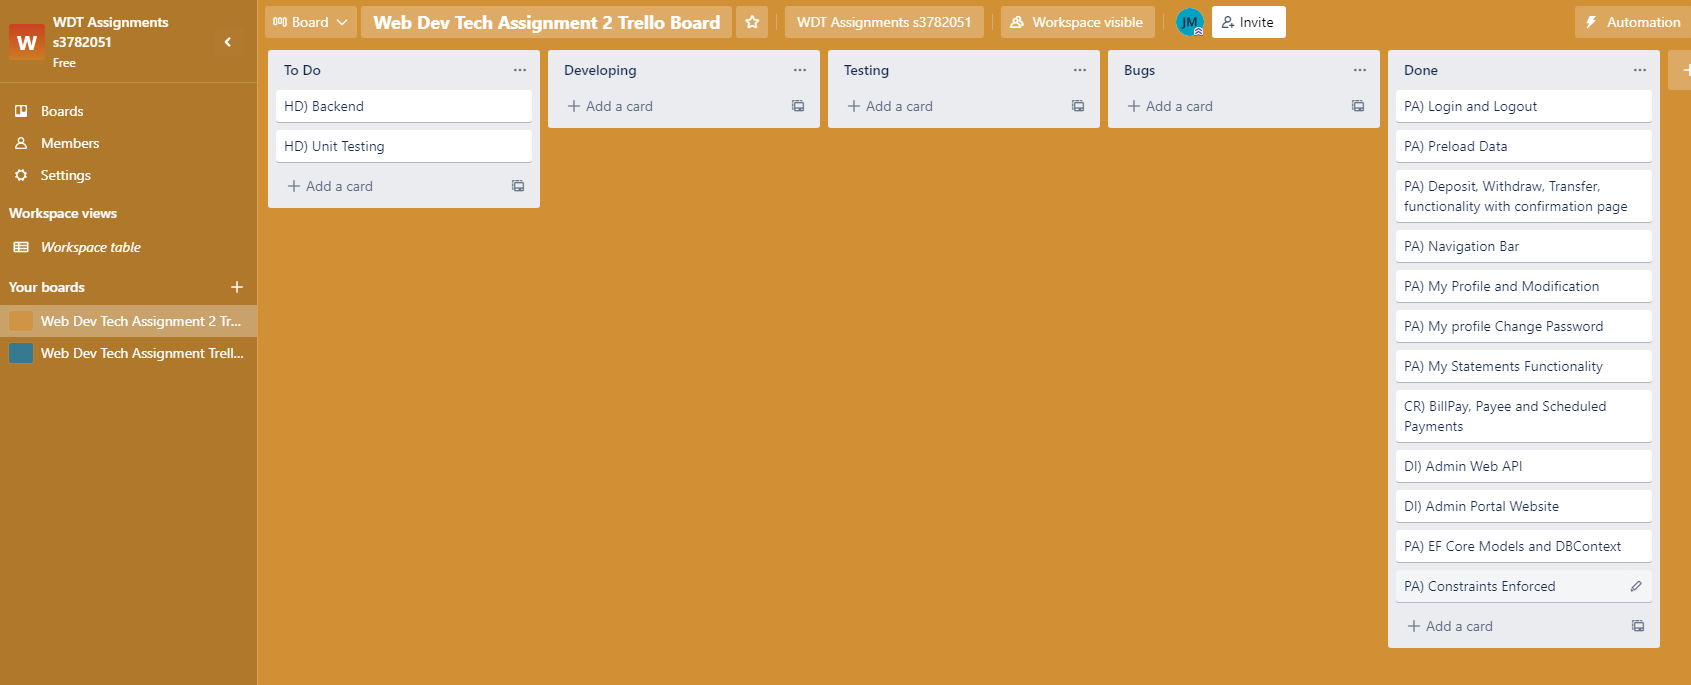 W
WDT Assignments
s3782051
Free
Boards
Members
Settings
Workspace views
Workspace table
Your boards
Web Dev Tech Assignment 2 Tr...
Web Dev Tech Assignment Trell...
Board
Web Dev Tech Assignment 2 Trello Board
WDT Assignments s3782051
Workspace visible
JM
Invite
Automation
To Do
HD) Backend
HD) Unit Testing
Add a card
Developing
Add a card
Testing
Add a card
Bugs
Add a card
Done
PA) Login and Logout
PA) Preload Data
PA) Deposit, Withdraw, Transfer,
functionality with confirmation page
PA) Navigation Bar
PA) My Profile and Modification
PA) My profile Change Password
PA) My Statements Functionality
CR) BillPay, Payee and Scheduled
Payments
DI) Admin Web API
DI) Admin Portal Website
PA) EF Core Models and DBContext
PA) Constraints Enforced
Add a card